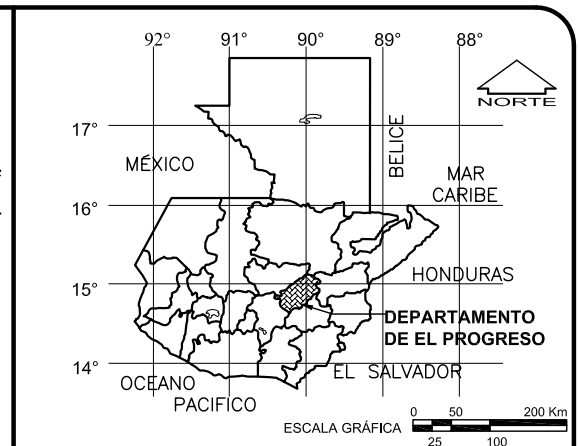 92° 91° 90° 89° 88°
NORTE
17°
BELICE
MÉXICO
MAR
CARIBE
16°
HONDURAS
15°
DEPARTAMENTO
DE EL PROGRESO
14°
EL SALVADOR
OCEANO
PACIFICO
ESCALA GRÁFICA
0 50 200 Km
25 100